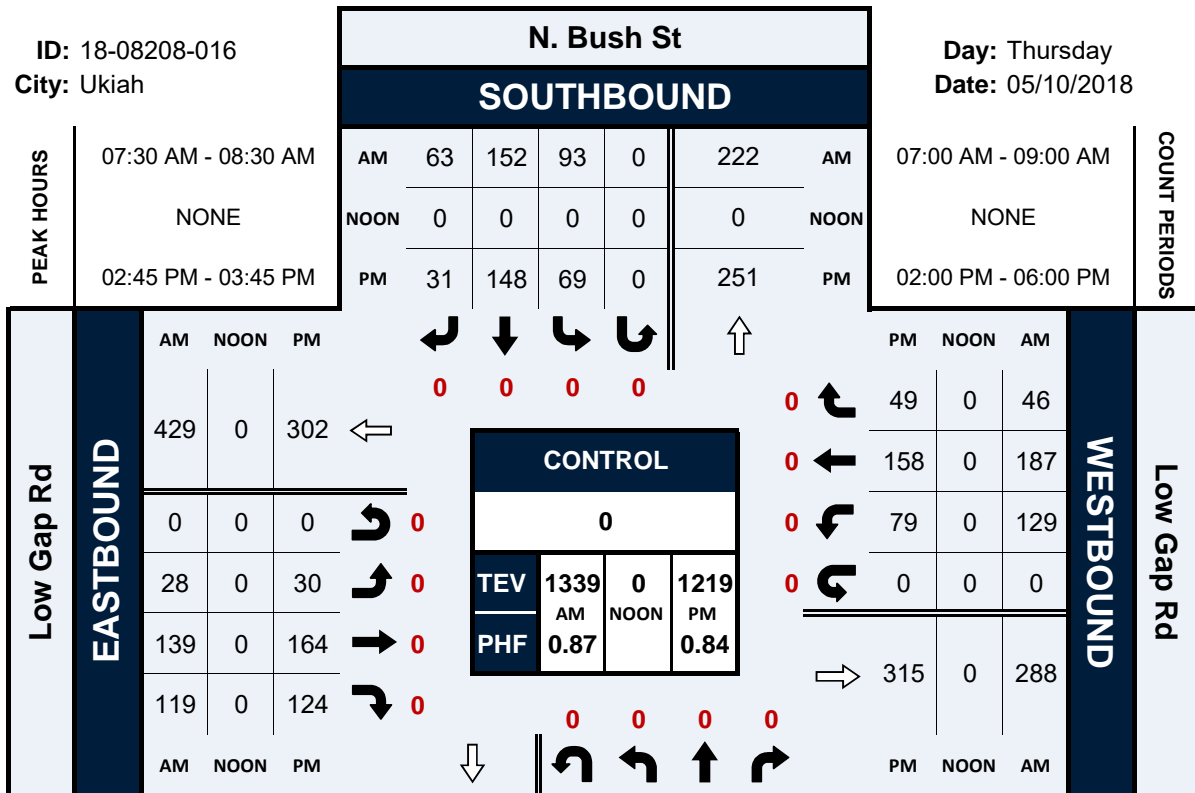 N. Bush St
ID: 18-08208-016
City: Ukiah
Day: Thursday
Date: 05/10/2018
SOUTHBOUND
PEAK HOURS
07:30 AM - 08:30 AM
NONE
02:45 PM - 03:45 PM
AM 63 152 93 0 222 AM
NOON 0 0 0 0 0 NOON
PM 31 148 69 0 251 PM
07:00 AM - 09:00 AM
NONE
02:00 PM - 06:00 PM
COUNT PERIODS
Low Gap Rd
EASTBOUND
AM NOON PM
429 0 302
0 0 0 0
28 0 30 0
139 0 164 0
119 0 124 0
AM NOON PM
0 0 0 0
CONTROL
0
TEV 1339 0 1219
AM NOON PM
PHF 0.87 0.84
0 0 0 0
PM NOON AM
0 49 0 46
0 158 0 187
0 79 0 129
0 0 0 0
315 0 288
PM NOON AM
WESTBOUND
Low Gap Rd